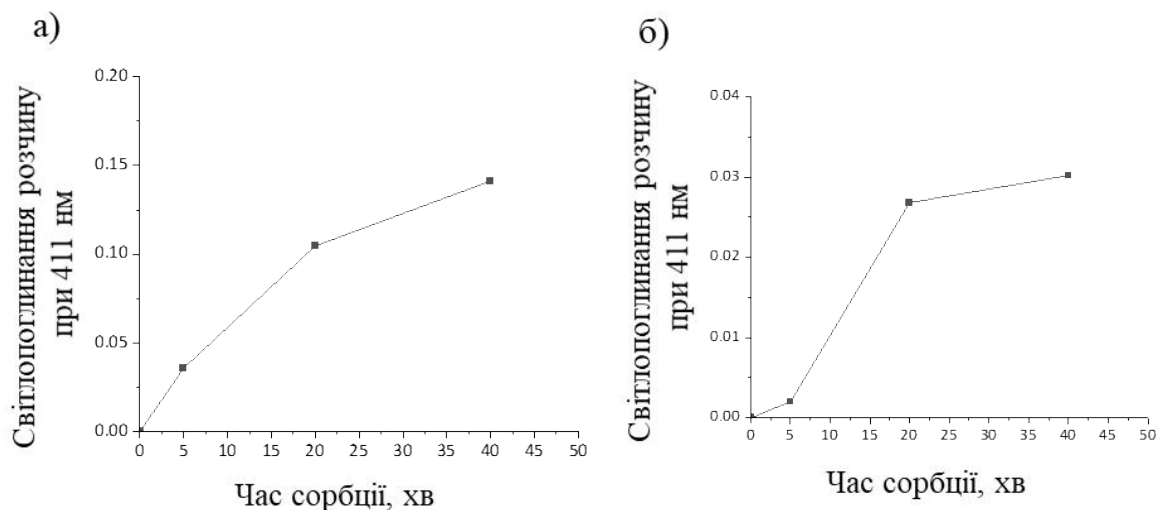 а)
Світлопоглинання розчину
при 411 нм
0.20
0.15
0.10
0.05
0.00
0 5 10 15 20 25 30 35 40 45 50
Час сорбції, хв
б)
Світлопоглинання розчину
при 411 нм
0.04
0.03
0.02
0.01
0.00
0 5 10 15 20 25 30 35 40 45 50
Час сорбції, хв